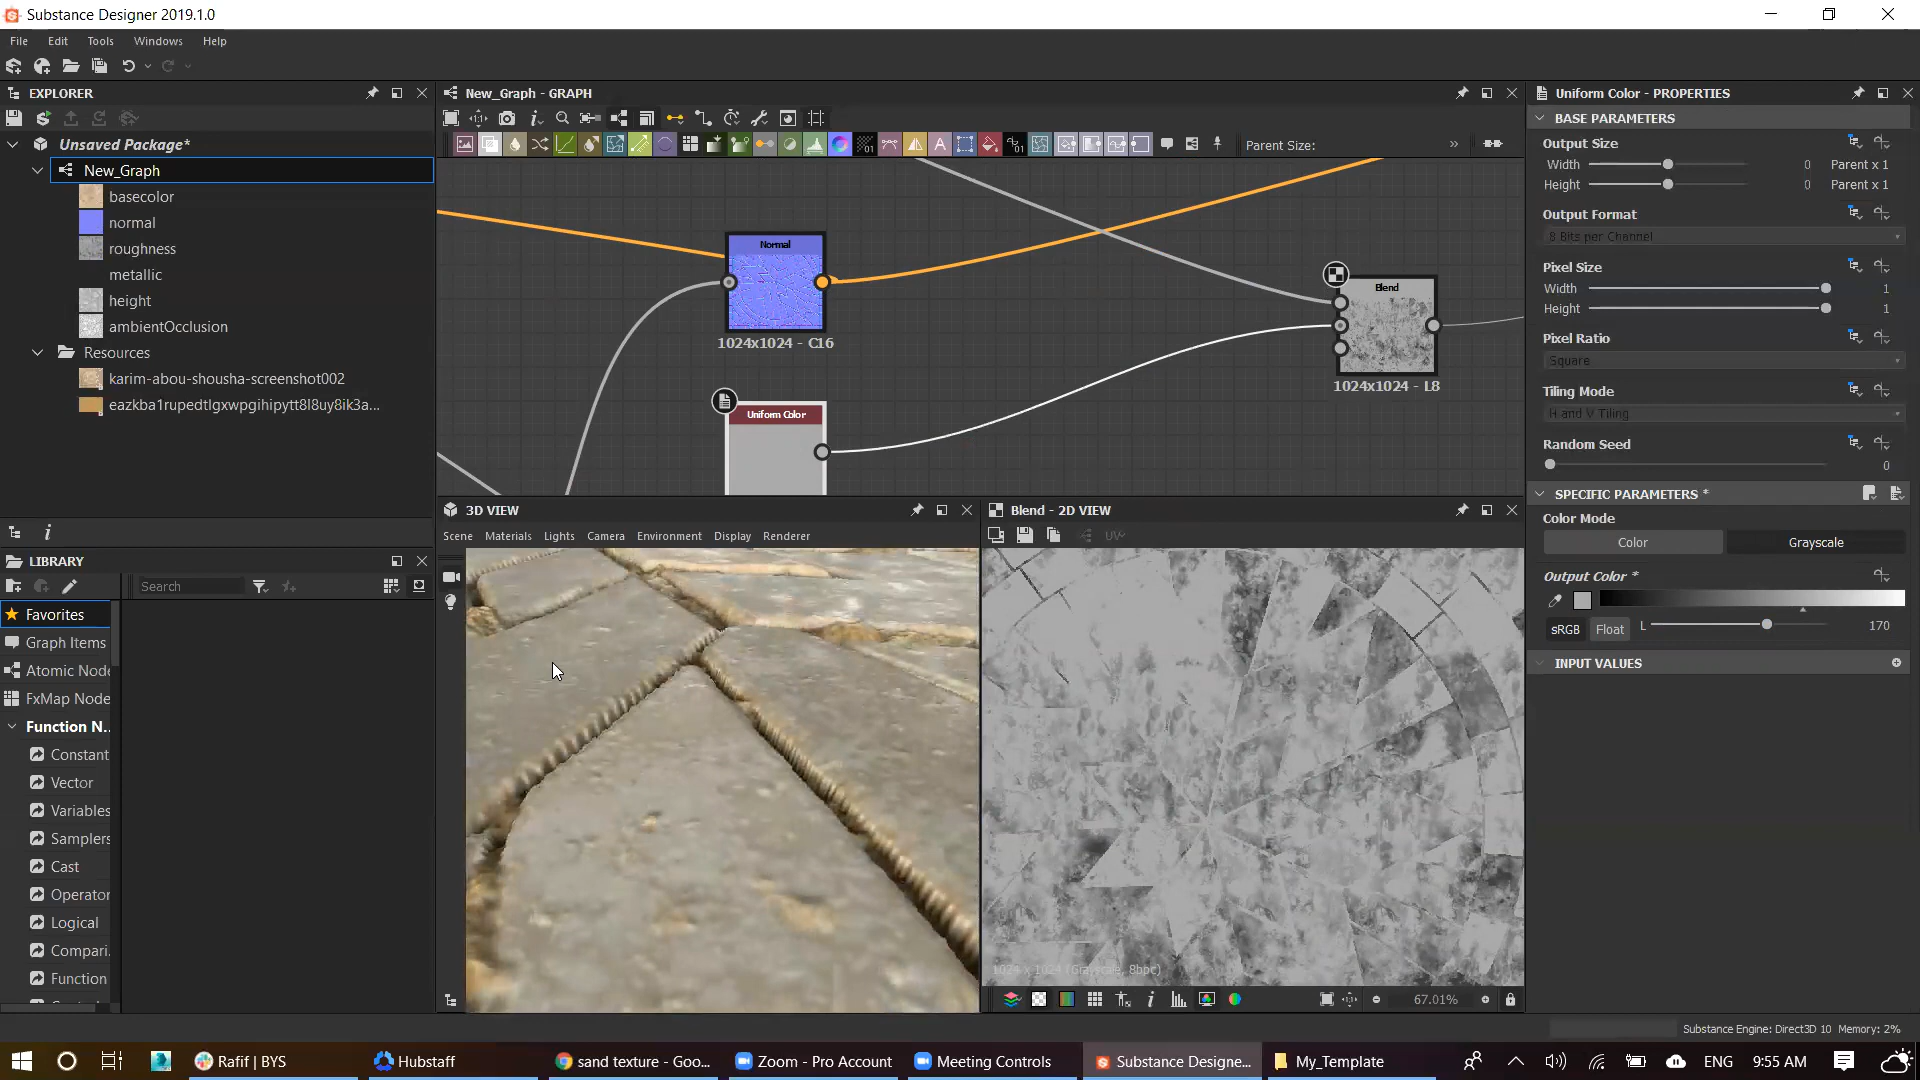 Substance Designer 2019.1.0
File Edit Tools Windows Help
EXPLORER
Unsaved Package*
New_Graph
basecolor
normal
roughness
metallic
height
ambientOcclusion
Resources
karim-abou-shousha-screenshot002
eazkba1rupedtlgxwpgihipytt8l8uy8ik3a...
LIBRARY
Search
Favorites
Graph Items
Atomic Node
FxMap Node
Function N..
Constant
Vector
Variables
Samplers
Cast
Operator
Logical
Compari.
Function
New_Graph - GRAPH
Parent Size:
Normal
1024x1024 - C16
Uniform Color
Blend
1024x1024 - L8
3D VIEW
Scene Materials Lights Camera Environment Display Renderer
Blend - 2D VIEW
UV
1024 x 1024 (Grayscale, 8bpc)
67.01%
Uniform Color - PROPERTIES
BASE PARAMETERS
Output Size
Width 0 Parent x 1
Height 0 Parent x 1
Output Format
8 Bits per Channel
Pixel Size
Width 1
Height 1
Pixel Ratio
Square
Tiling Mode
H and V Tiling
Random Seed
0
SPECIFIC PARAMETERS *
Color Mode
Color Grayscale
Output Color *
sRGB Float L 170
INPUT VALUES
Substance Engine: Direct3D 10 Memory: 2%
Rafif | BYS
Hubstaff
sand texture - Goo...
Zoom - Pro Account
Meeting Controls
Substance Designe...
My_Template
ENG
9:55 AM